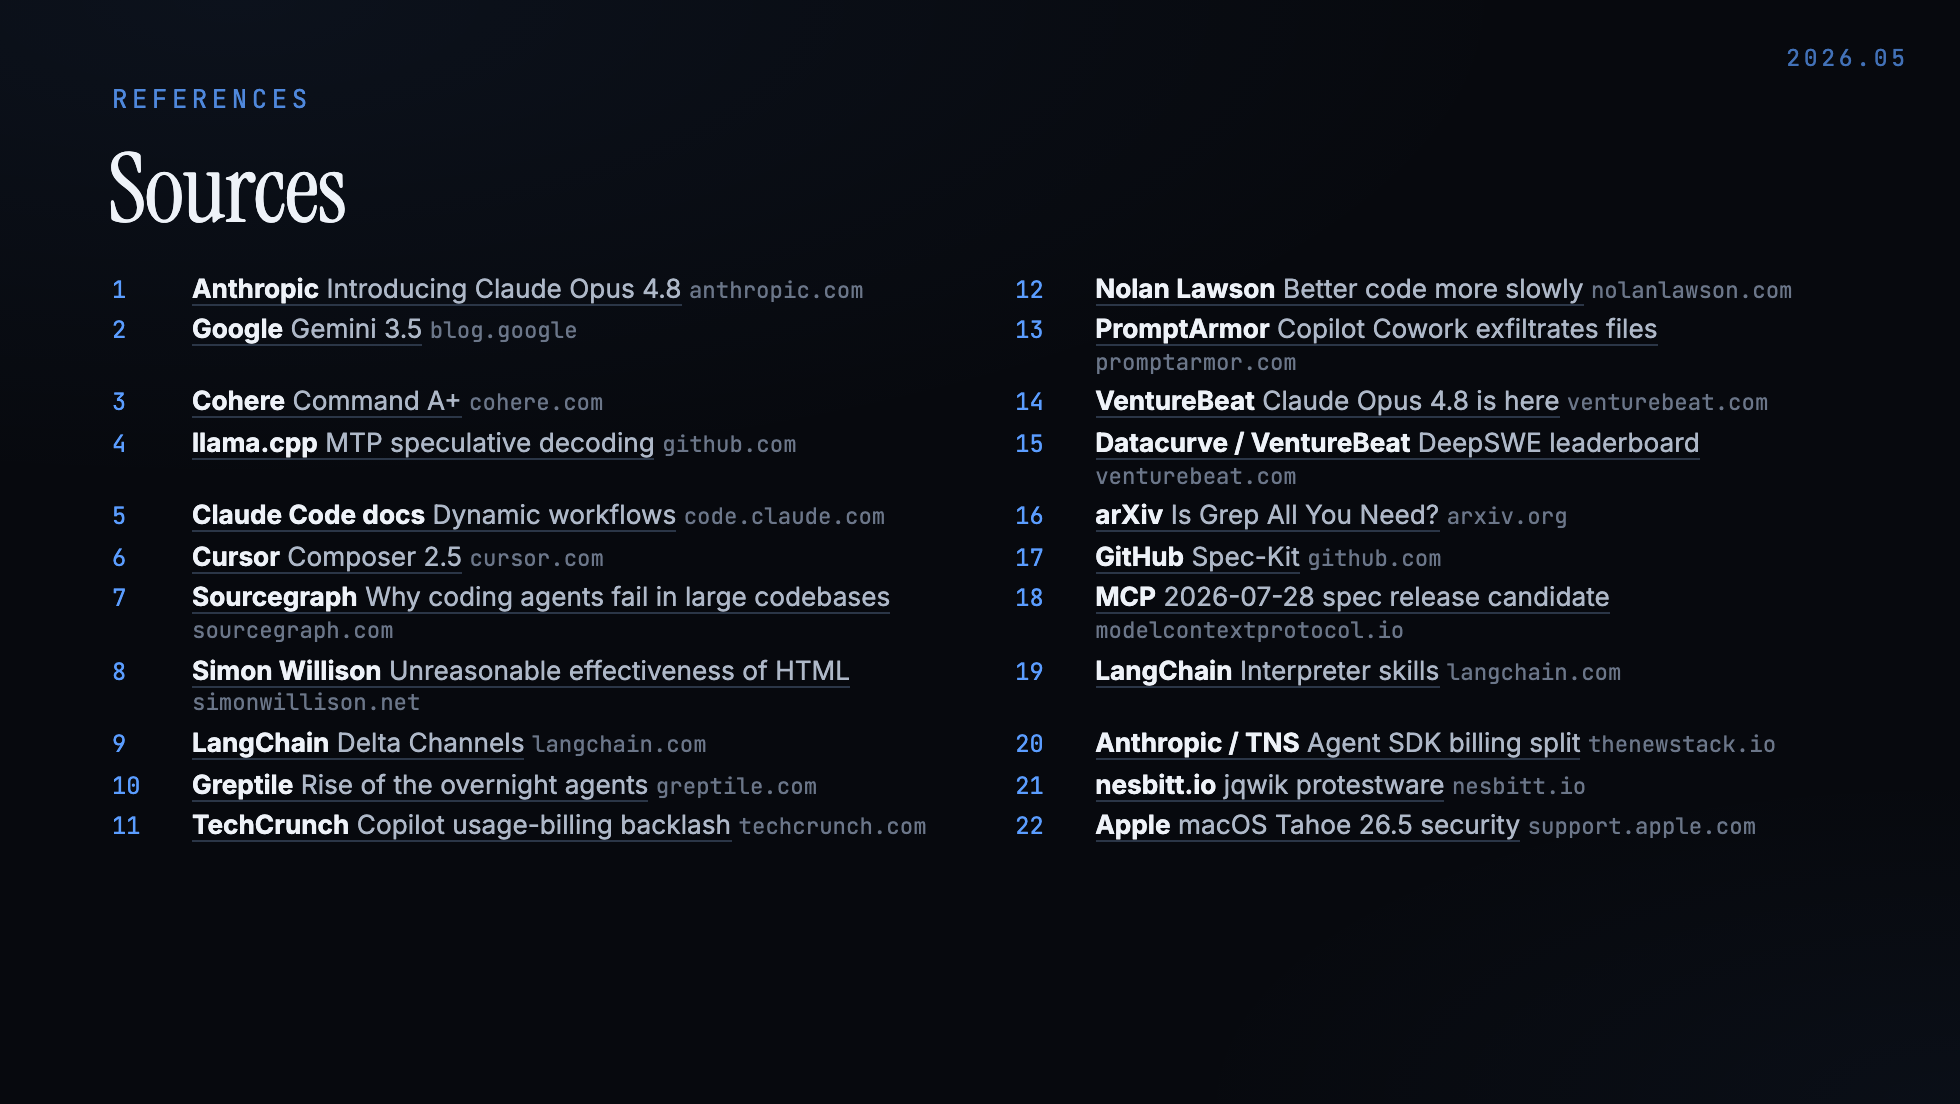 2026.05
REFERENCES
Sources
1 Anthropic Introducing Claude Opus 4.8 anthropic.com
2 Google Gemini 3.5 blog.google
3 Cohere Command A+ cohere.com
4 llama.cpp MTP speculative decoding github.com
5 Claude Code docs Dynamic workflows code.claude.com
6 Cursor Composer 2.5 cursor.com
7 Sourcegraph Why coding agents fail in large codebases
sourcegraph.com
8 Simon Willison Unreasonable effectiveness of HTML
simonwillison.net
9 LangChain Delta Channels langchain.com
10 Greptile Rise of the overnight agents greptile.com
11 TechCrunch Copilot usage-billing backlash techcrunch.com
12 Nolan Lawson Better code more slowly nolanlawson.com
13 PromptArmor Copilot Cowork exfiltrates files
promptarmor.com
14 VentureBeat Claude Opus 4.8 is here venturebeat.com
15 Datacurve / VentureBeat DeepSWE leaderboard
venturebeat.com
16 arXiv Is Grep All You Need? arxiv.org
17 GitHub Spec-Kit github.com
18 MCP 2026-07-28 spec release candidate
modelcontextprotocol.io
19 LangChain Interpreter skills langchain.com
20 Anthropic / TNS Agent SDK billing split thenewstack.io
21 nesbitt.io jqwik protestware nesbitt.io
22 Apple macOS Tahoe 26.5 security support.apple.com